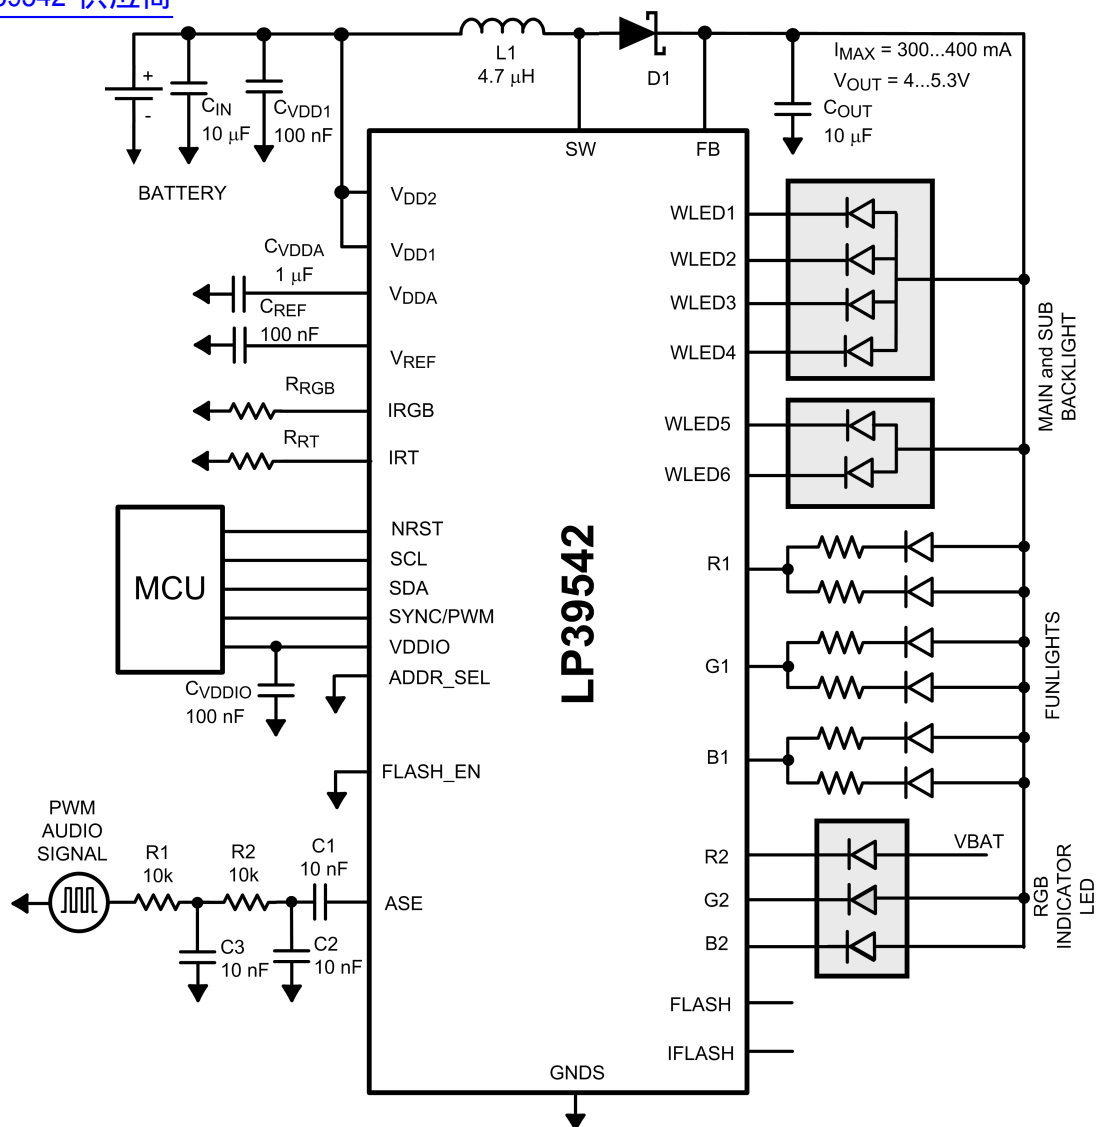 供应商
L1
4.7 μH
D1
IMAX = 300...400 mA
VOUT = 4...5.3V
+
-
CIN
10 μF
CVDD1
100 nF
COUT
10 μF
BATTERY
SW
FB
VDD2
VDD1
CVDDA
1 μF
VDDA
CREF
100 nF
VREF
RRGB
IRGB
RRT
IRT
WLED1
WLED2
WLED3
WLED4
WLED5
WLED6
MAIN and SUB
BACKLIGHT
MCU
NRST
SCL
SDA
SYNC/PWM
VDDIO
ADDR_SEL
CVDDIO
100 nF
LP39542
R1
G1
B1
FUNLIGHTS
FLASH_EN
PWM
AUDIO
SIGNAL
R1
10k
R2
10k
C1
10 nF
ASE
C3
10 nF
C2
10 nF
R2
G2
B2
VBAT
RGB
INDICATOR
LED
FLASH
IFLASH
GNDS